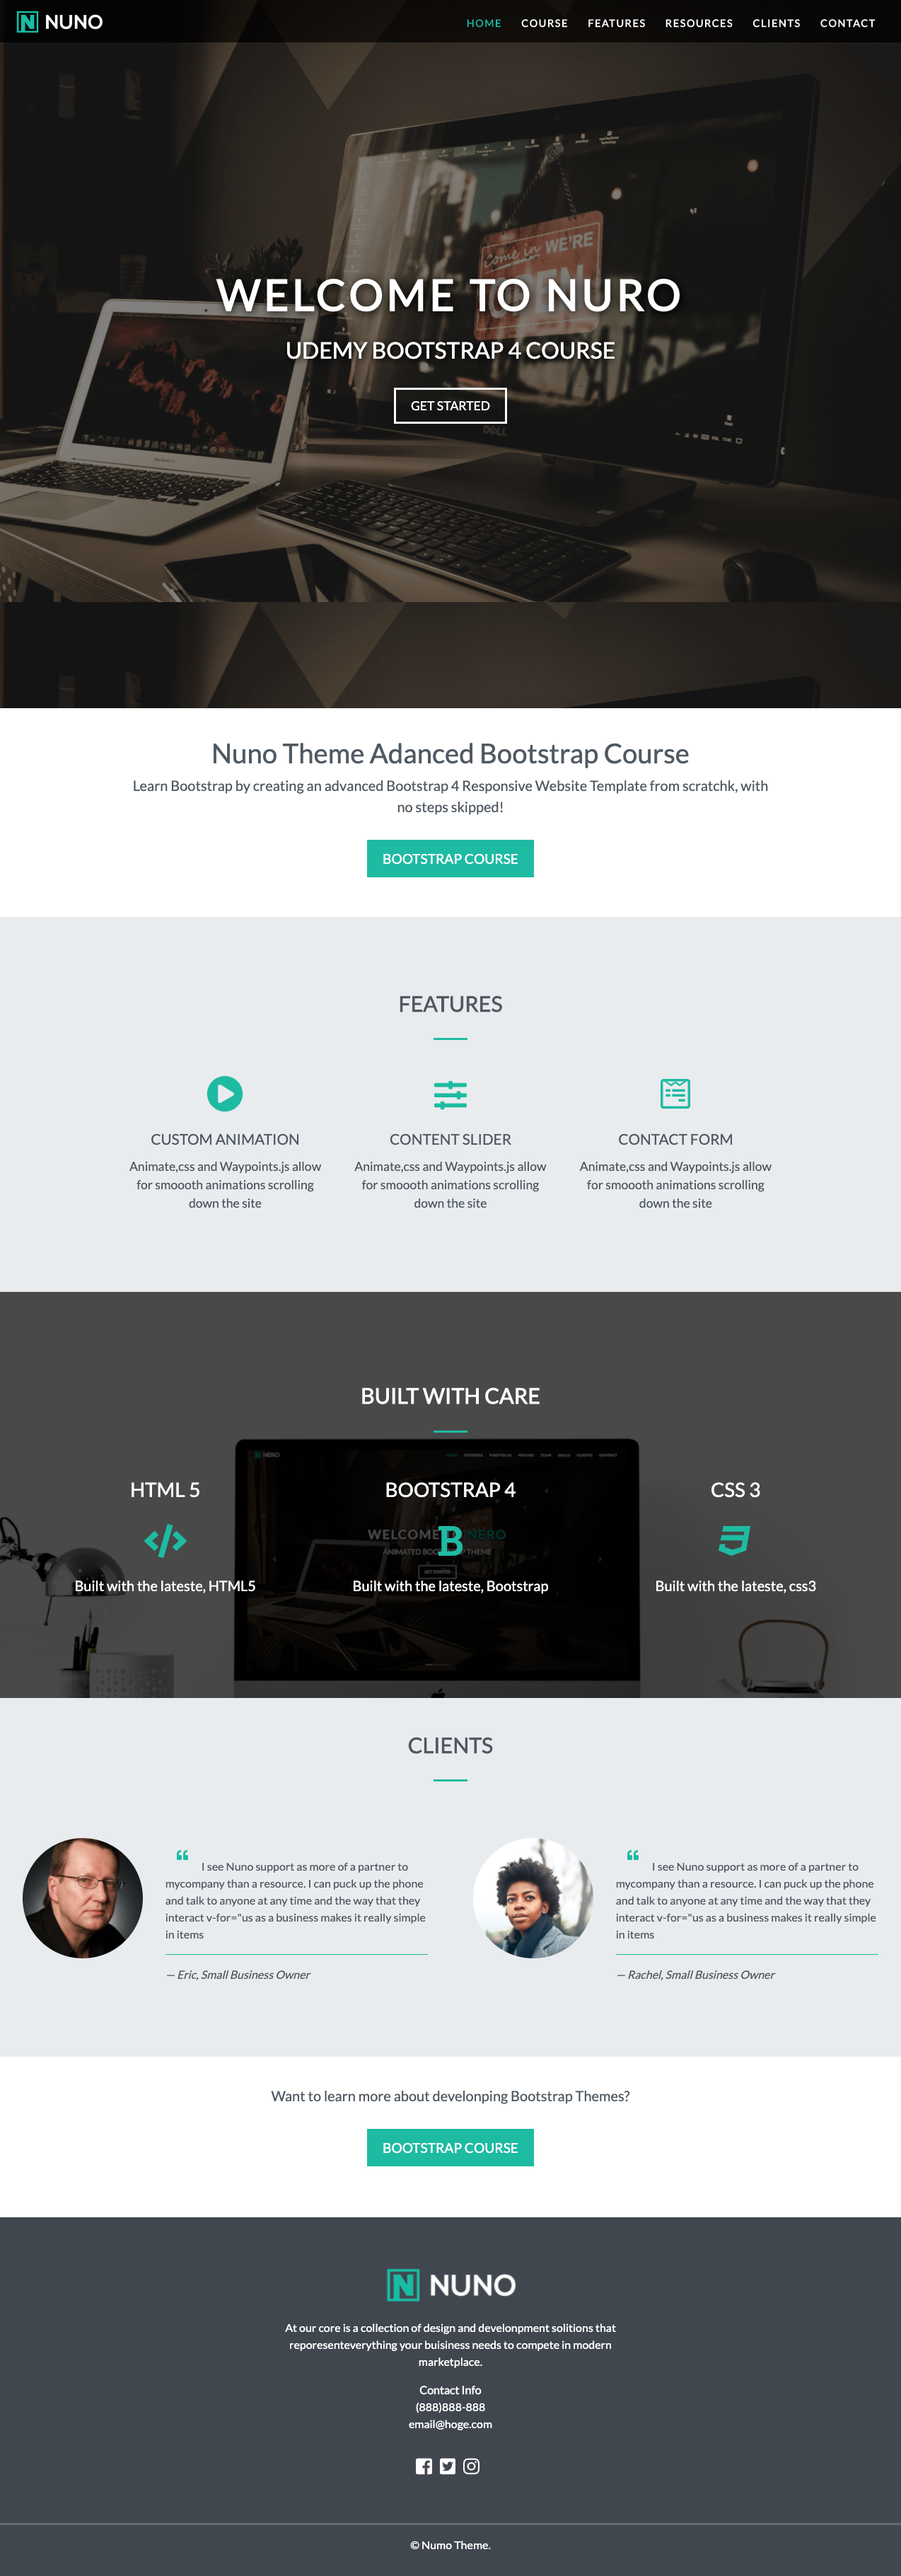 NUNO
HOME COURSE FEATURES RESOURCES CLIENTS CONTACT
come in WE'RE
OPEN
WELCOME TO NURO
UDEMY BOOTSTRAP 4 COURSE
GET STARTED
DELL
Nuno Theme Adanced Bootstrap Course
Learn Bootstrap by creating an advanced Bootstrap 4 Responsive Website Template from scratchk, with
no steps skipped!
BOOTSTRAP COURSE
FEATURES
CUSTOM ANIMATION
Animate,css and Waypoints.js allow
for smoooth animations scrolling
down the site
CONTENT SLIDER
Animate,css and Waypoints.js allow
for smoooth animations scrolling
down the site
CONTACT FORM
Animate,css and Waypoints.js allow
for smoooth animations scrolling
down the site
BUILT WITH CARE
NERO
HTML 5
Built with the lateste, HTML5
BOOTSTRAP 4
WELCOME NERO
ANIMATED THEME
Built with the lateste, Bootstrap
CSS 3
Built with the lateste, css3
CLIENTS
I see Nuno support as more of a partner to
mycompany than a resource. I can puck up the phone
and talk to anyone at any time and the way that they
interact v-for="us as a business makes it really simple
in items
— Eric, Small Business Owner
I see Nuno support as more of a partner to
mycompany than a resource. I can puck up the phone
and talk to anyone at any time and the way that they
interact v-for="us as a business makes it really simple
in items
— Rachel, Small Business Owner
Want to learn more about develonping Bootstrap Themes?
BOOTSTRAP COURSE
NUNO
At our core is a collection of design and develonpment solitions that
reporesenteverything your buisiness needs to compete in modern
marketplace.
Contact Info
(888)888-888
email@hoge.com
© Numo Theme.